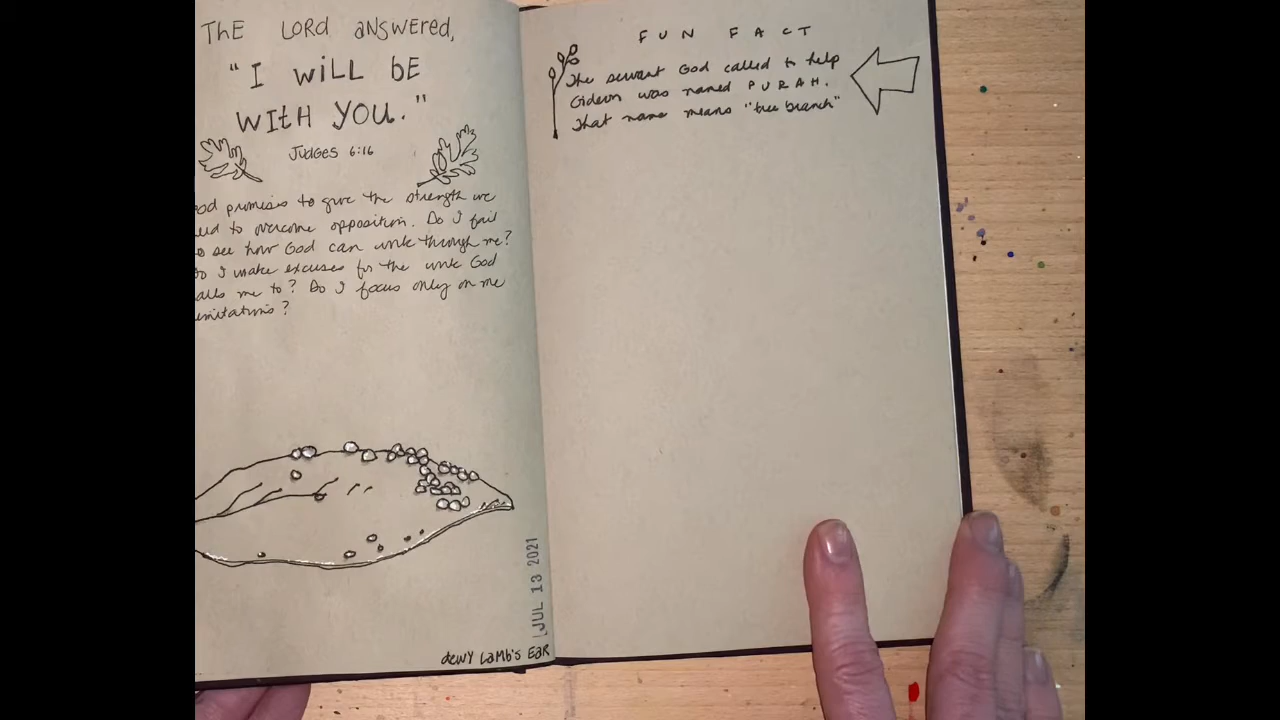 ThE LORD aNSWERED,
"I WiLL bE
WItH YOU."
JUdGES 6:16
od promises to give the strength we
ed to overcome opposition. Do I fail
o see how God can work through me?
o I make excuses for the work God
alls me to? Do I focus only on me
imitations?
JUL 13 2021
dEWY LaMb'S EaR
FUN FACT
The servant God called to help
Gideon was named PURAH.
That name means "tree branch"